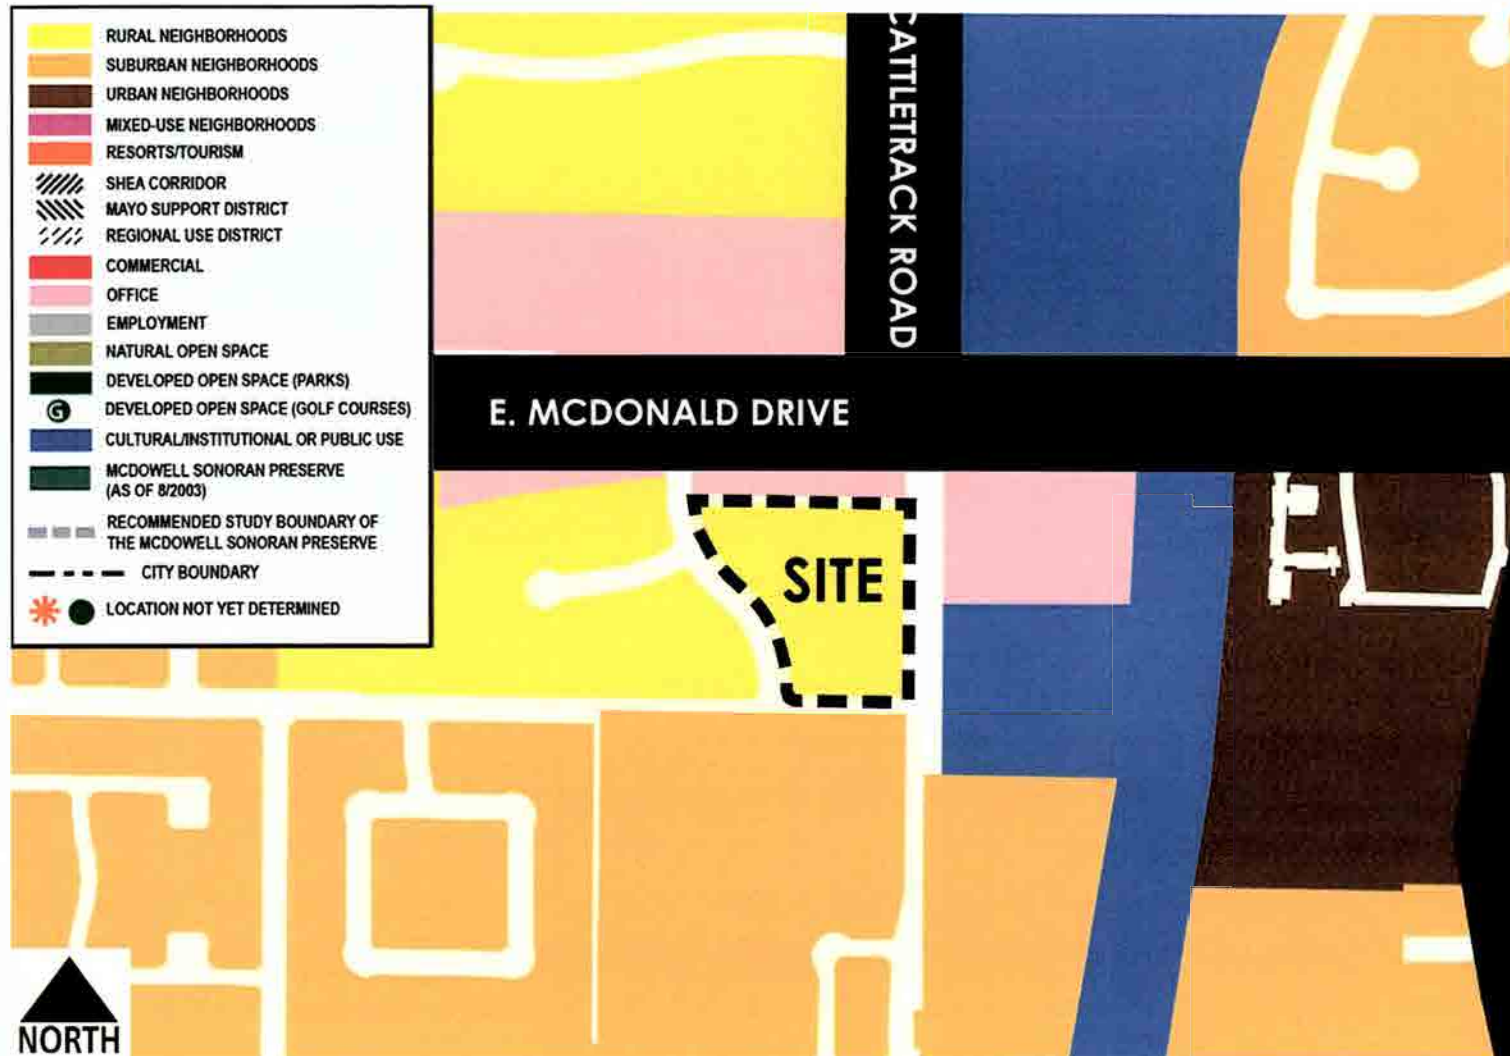 RURAL NEIGHBORHOODS
SUBURBAN NEIGHBORHOODS
URBAN NEIGHBORHOODS
MIXED-USE NEIGHBORHOODS
RESORTS/TOURISM
SHEA CORRIDOR
MAYO SUPPORT DISTRICT
REGIONAL USE DISTRICT
COMMERCIAL
OFFICE
EMPLOYMENT
NATURAL OPEN SPACE
DEVELOPED OPEN SPACE (PARKS)
G DEVELOPED OPEN SPACE (GOLF COURSES)
CULTURAL/INSTITUTIONAL OR PUBLIC USE
MCDOWELL SONORAN PRESERVE
(AS OF 8/2003)
RECOMMENDED STUDY BOUNDARY OF
THE MCDOWELL SONORAN PRESERVE
CITY BOUNDARY
LOCATION NOT YET DETERMINED
CATTLETRACK ROAD
E. MCDONALD DRIVE
SITE
NORTH